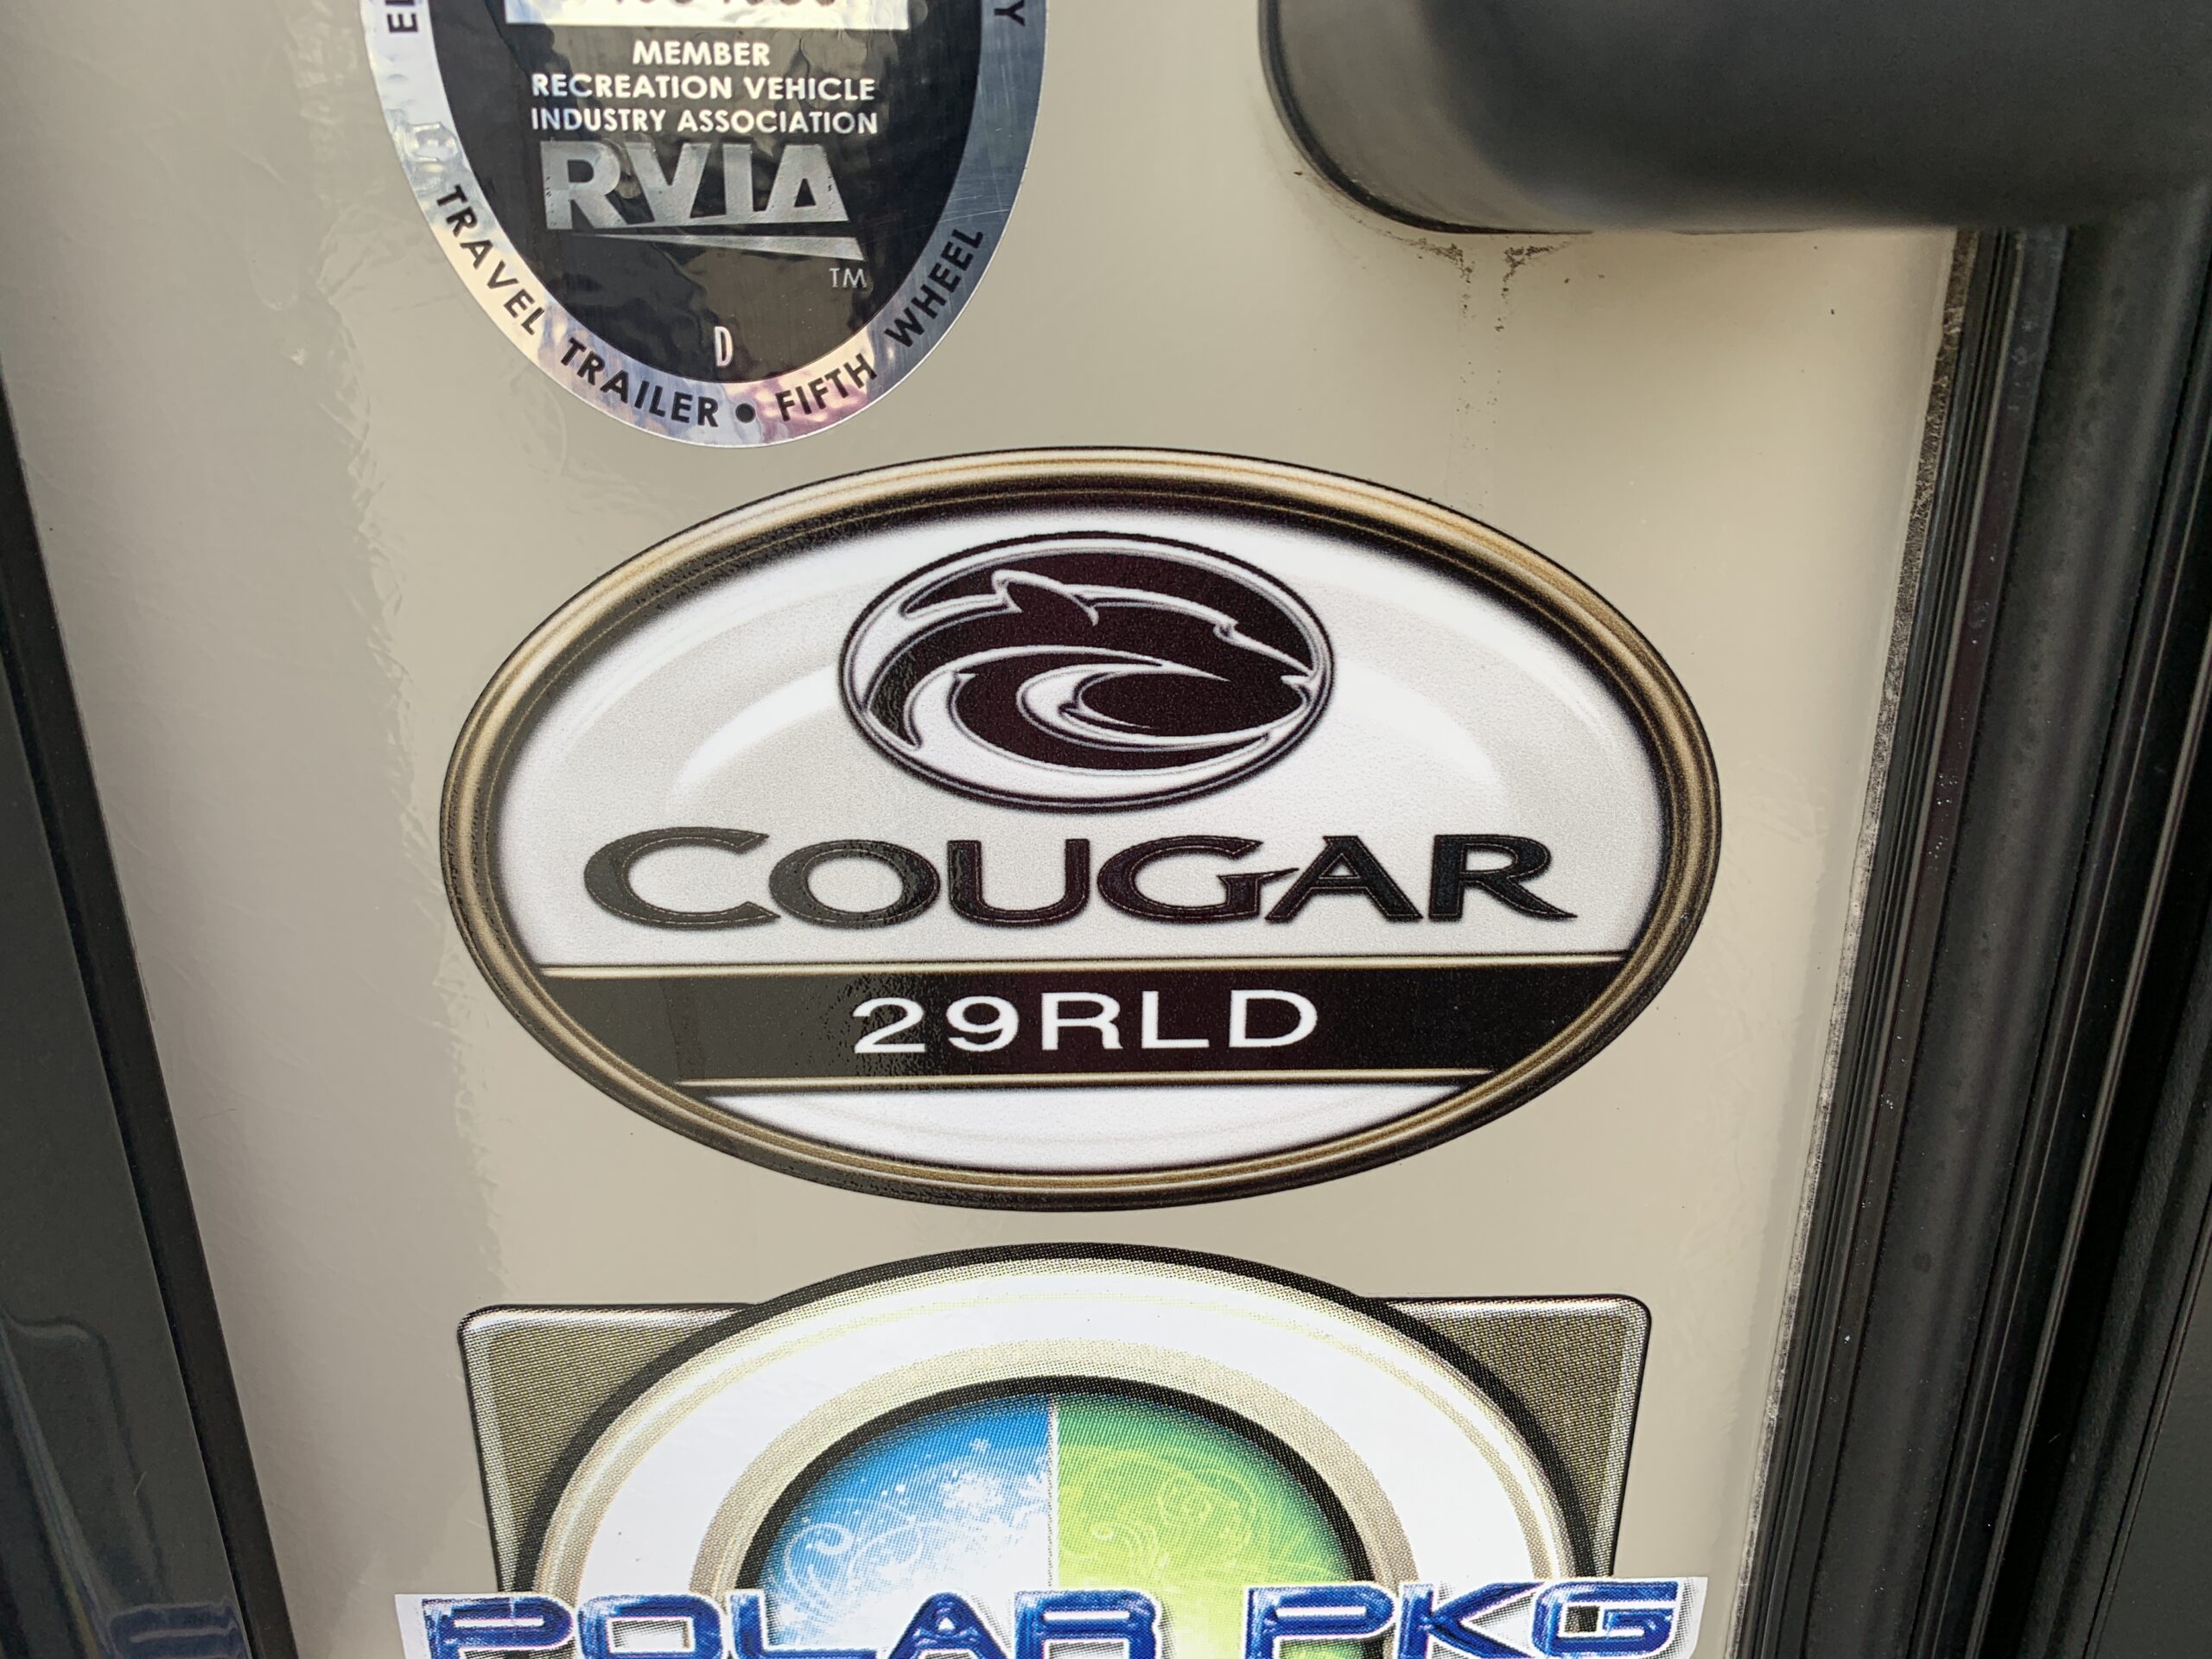 MEMBER
RECREATION VEHICLE
INDUSTRY ASSOCIATION
RVIA
TM
D
TRAVEL TRAILER • FIFTH WHEEL
COUGAR
29RLD
POLAR PKG